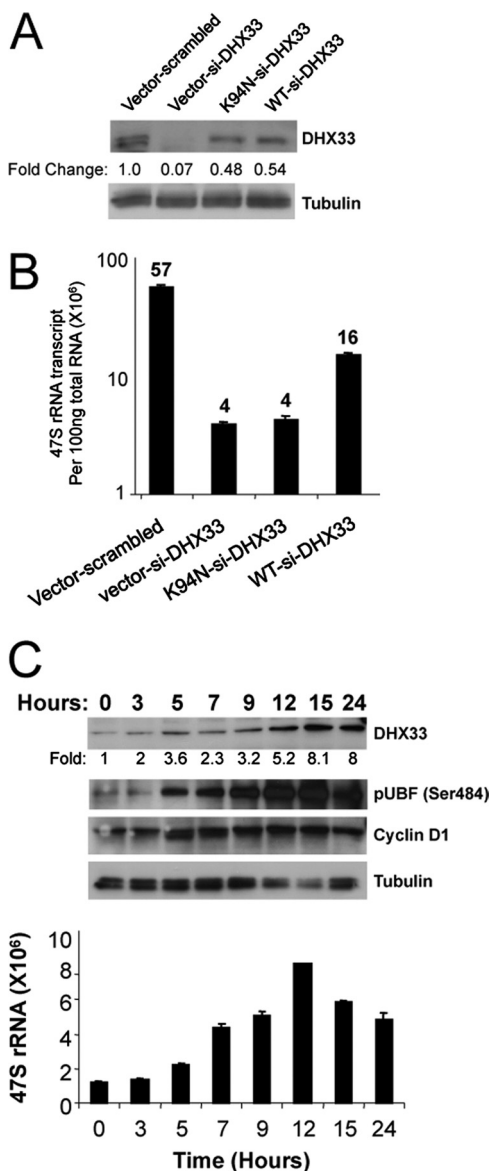 A
Vector-scrambled
Vector-si-DHX33
K94N-si-DHX33
WT-si-DHX33
DHX33
Fold Change: 1.0 0.07 0.48 0.54
Tubulin
B
47S rRNA transcript
Per 100ng total RNA (X10⁶)
100
10
1
57
4
4
16
Vector-scrambled
vector-si-DHX33
K94N-si-DHX33
WT-si-DHX33
C
Hours: 0 3 5 7 9 12 15 24
DHX33
Fold: 1 2 3.6 2.3 3.2 5.2 8.1 8
pUBF (Ser484)
Cyclin D1
Tubulin
47S rRNA (X10⁶)
10
8
6
4
2
0
0 3 5 7 9 12 15 24
Time (Hours)